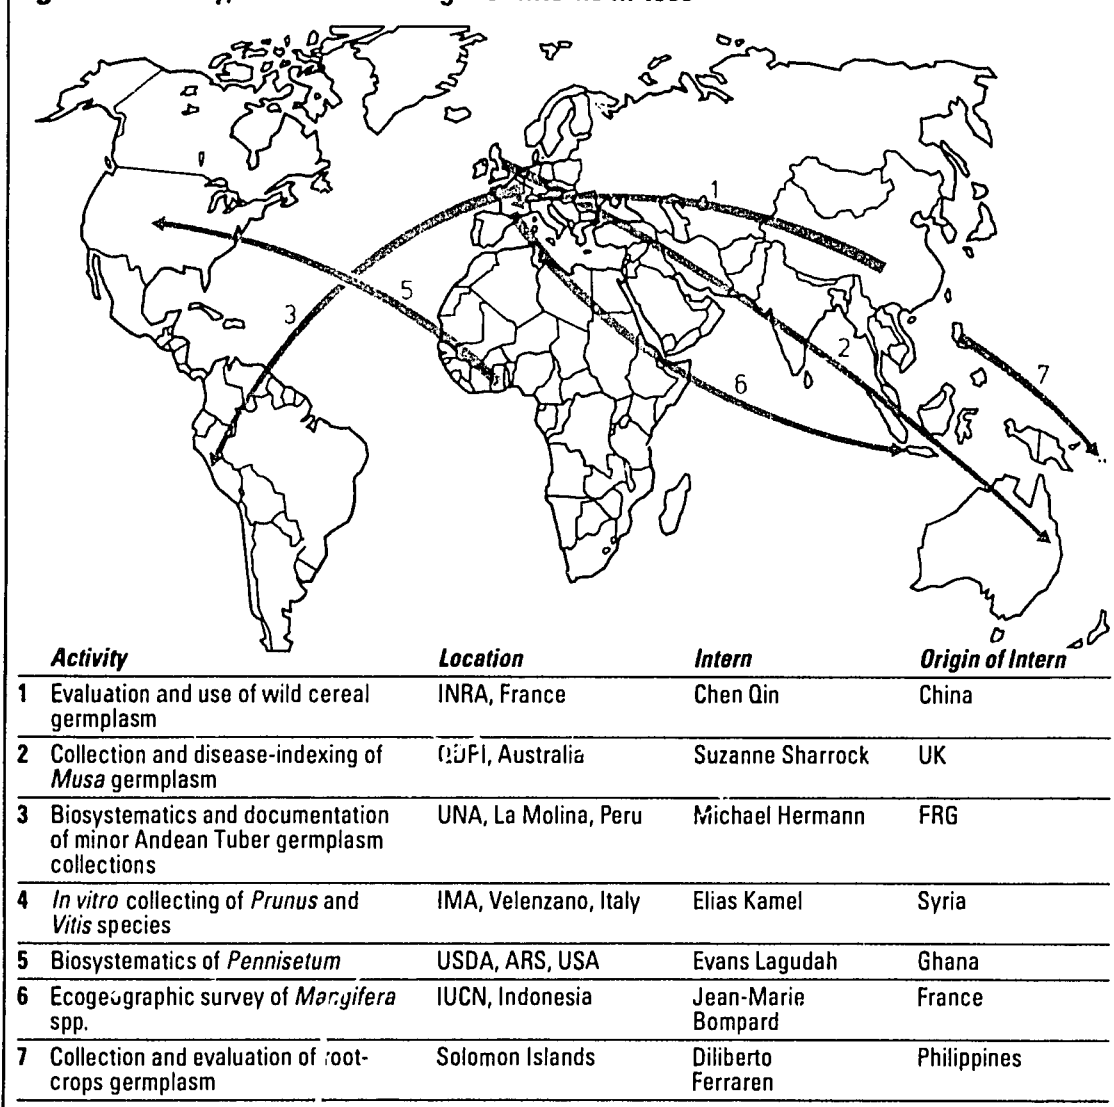 1
5
3
2
7
6
Activity Location Intern Origin of Intern
1 Evaluation and use of wild cereal INRA, France Chen Qin China
germplasm
2 Collection and disease-indexing of Australia Suzanne Sharrock UK
Musa germplasm
3 Biosystematics and documentation UNA, La Molina, Peru Michael Hermann FRG
of minor Andean Tuber germplasm
collections
4 In vitro collecting of Prunus and IMA, Velenzano, Italy Elias Kamel Syria
Vitis species
5 Biosystematics of Pennisetum USDA, ARS, USA Evans Lagudah Ghana
6 Ecogeographic survey of Mangifera IUCN, Indonesia Jean-Marie France
spp. Bompard
7 Collection and evaluation of root- Solomon Islands Diliberto Philippines
crops germplasm Ferraren